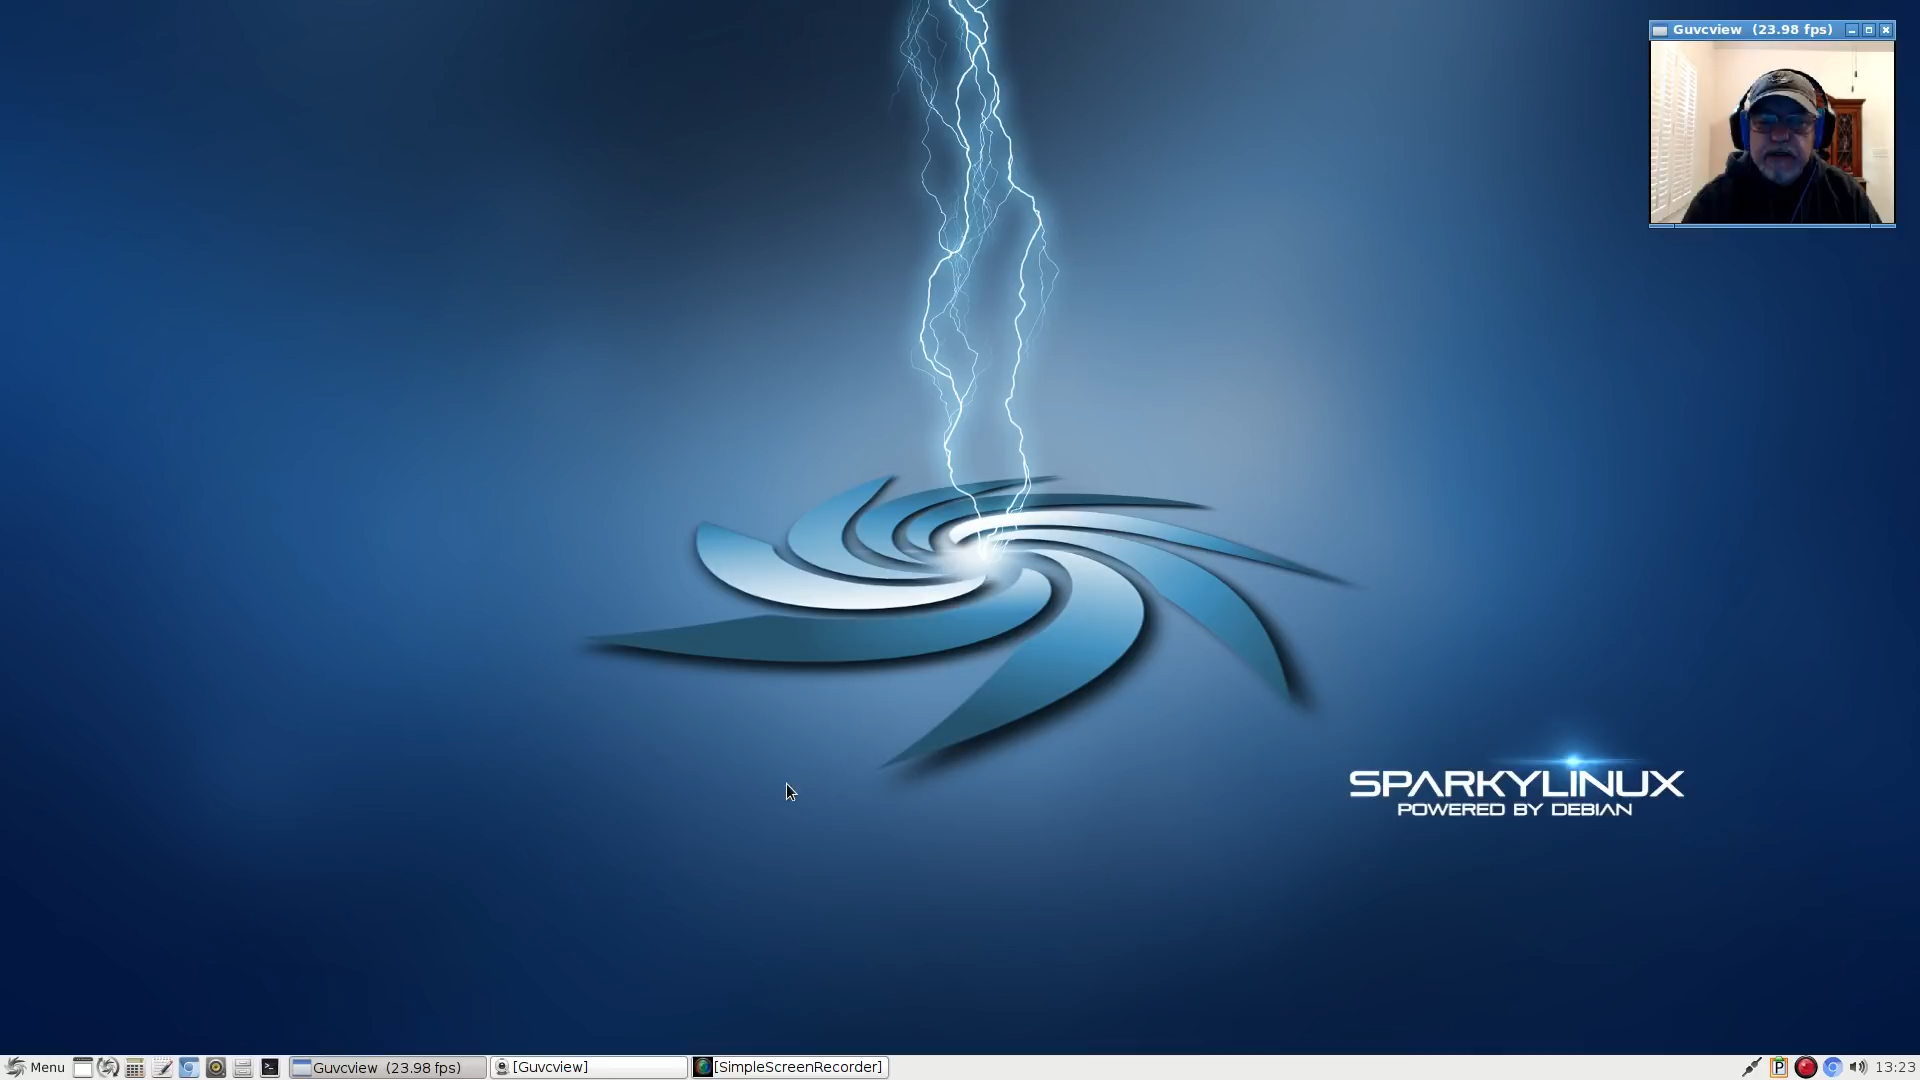 Guvcview (23.98 fps)
SPARKYLINUX
POWERED BY DEBIAN
Menu
Guvcview (23.98 fps)
[Guvcview]
[SimpleScreenRecorder]
P
13:23